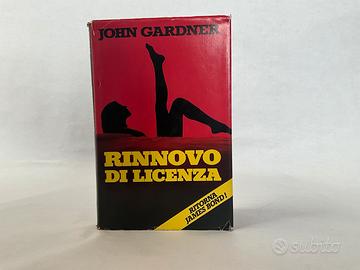 JOHN GARDNER
RINNOVO
DI LICENZA
RITORNA
JAMES BOND!
subito